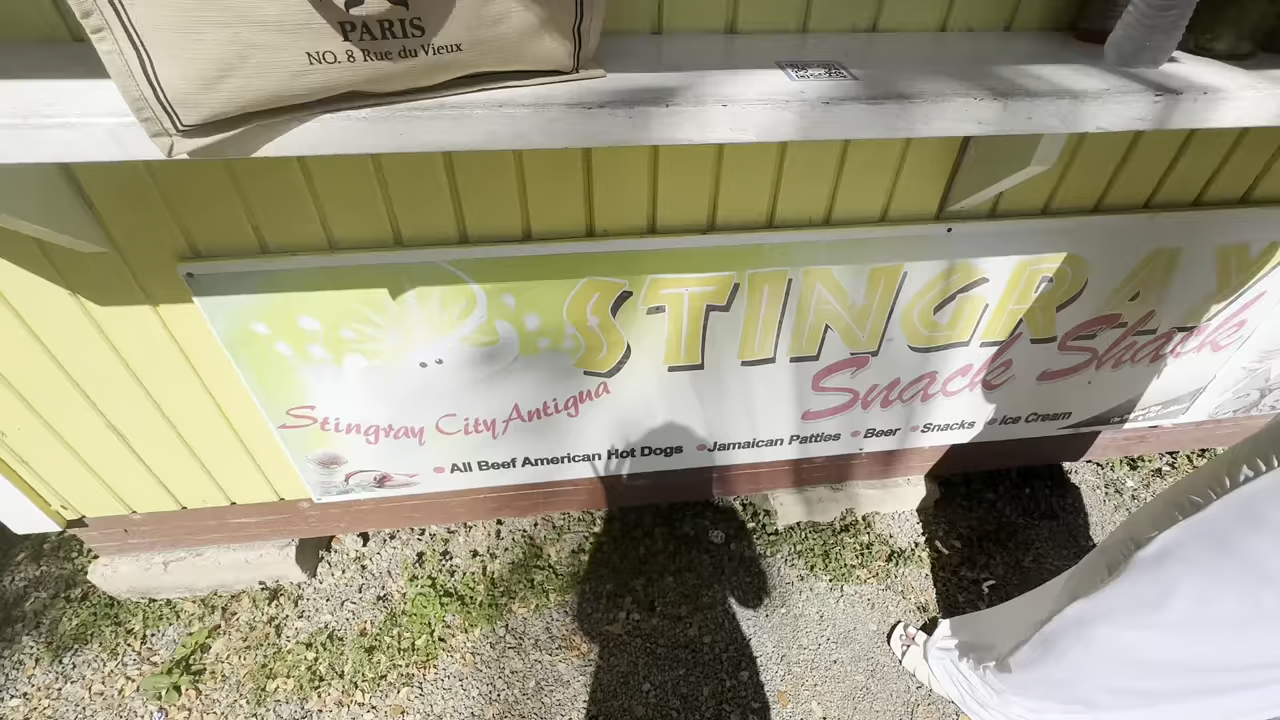 PARIS
NO. 8 Rue du Vieux
STINGRAY
Snack Shack
Stingray City Antigua
•All Beef American Hot Dogs •Jamaican Patties •Beer •Snacks •Ice Cream